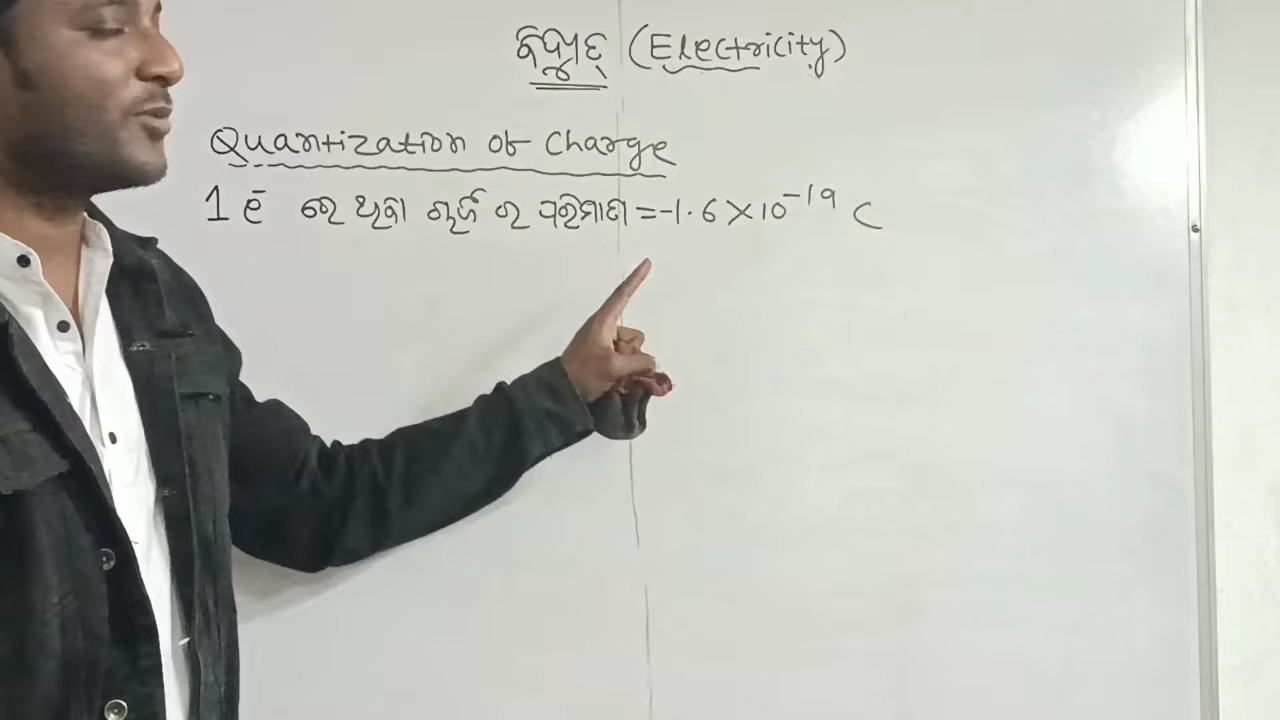 ବିଦ୍ୟୁତ୍ (Electricity)
Quantization of Charge
1 ē ରେ ଥିବା ଚାର୍ଜ ର ପରିମାଣ = -1.6 × 10⁻¹⁹ C